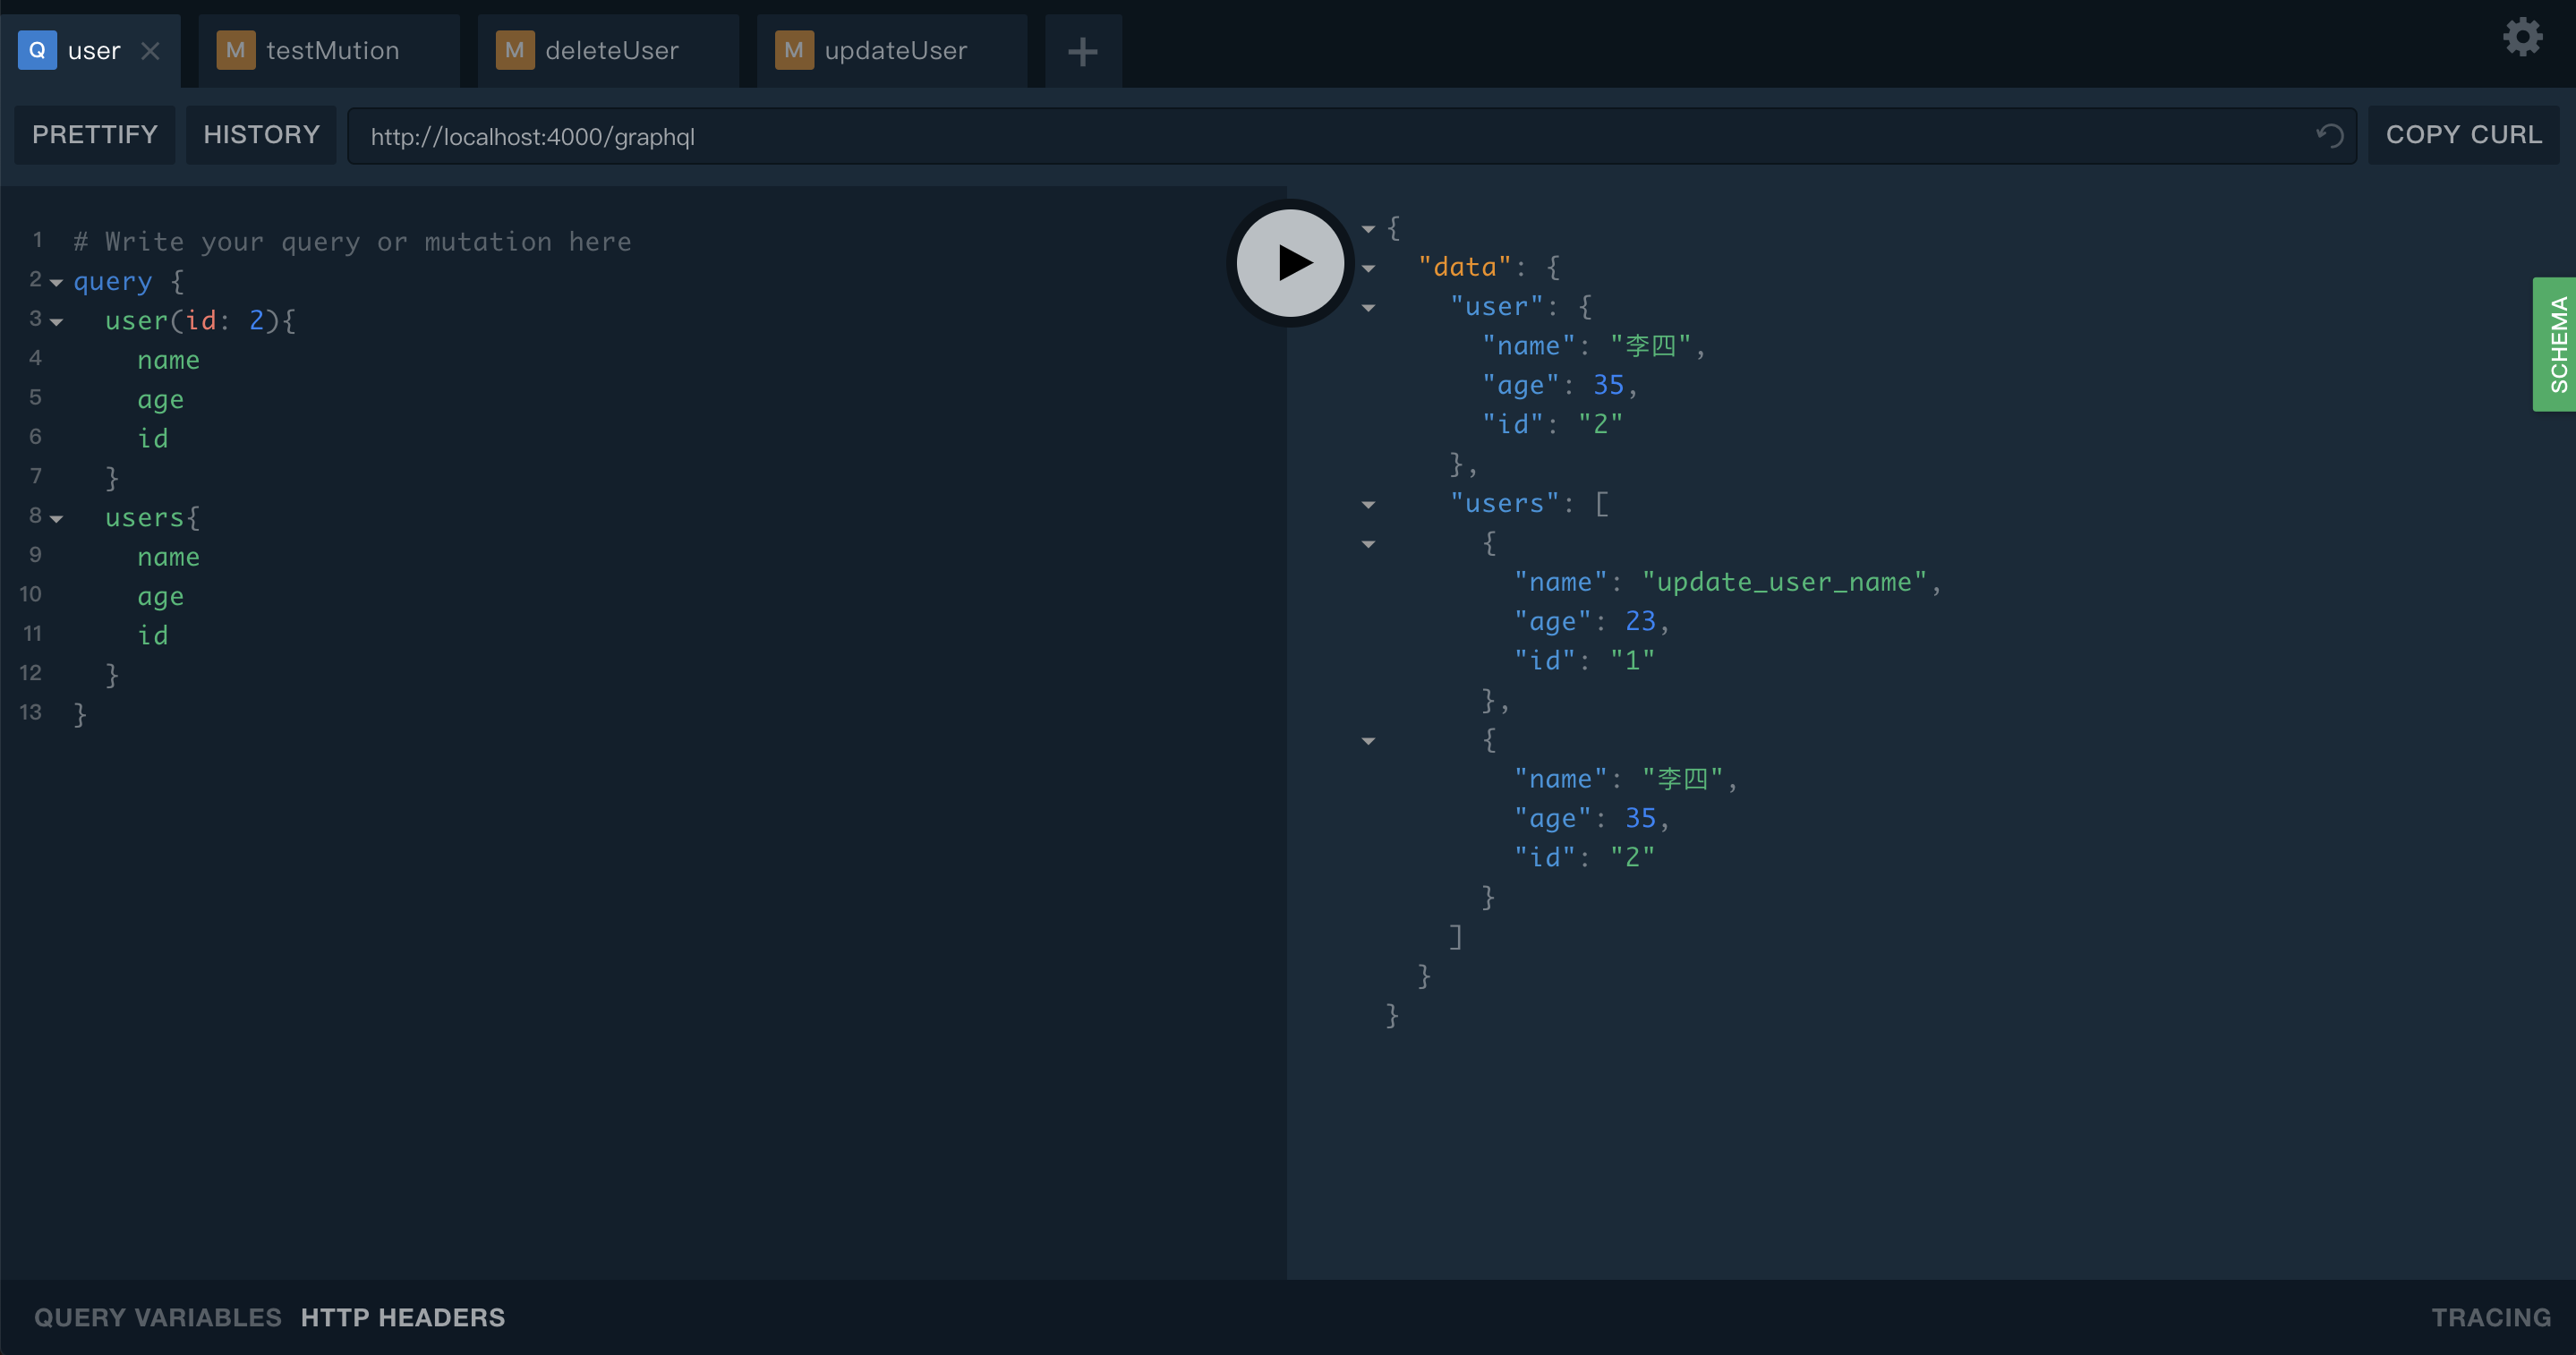 Q user
M testMution
M deleteUser
M updateUser
PRETTIFY
HISTORY
http://localhost:4000/graphql
COPY CURL
1 # Write your query or mutation here
2 query {
3 user(id: 2){
4 name
5 age
6 id
7 }
8 users{
9 name
10 age
11 id
12 }
13 }
{
"data": {
"user": {
"name": "李四",
"age": 35,
"id": "2"
},
"users": [
{
"name": "update_user_name",
"age": 23,
"id": "1"
},
{
"name": "李四",
"age": 35,
"id": "2"
}
]
}
}
SCHEMA
QUERY VARIABLES
HTTP HEADERS
TRACING